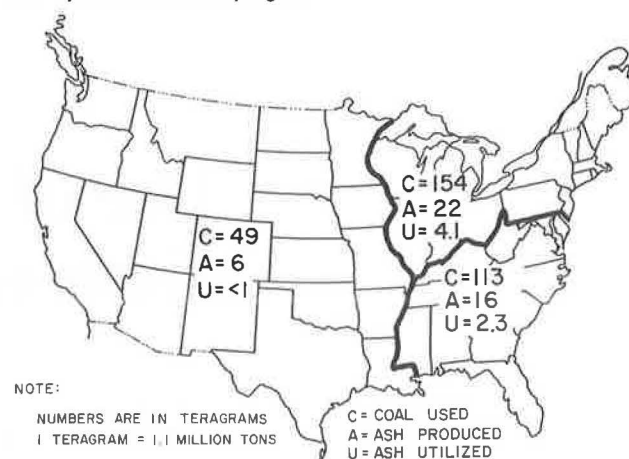 C = 154
A = 22
U = 4.1
C = 49
A = 6
U = <1
C = 113
A = 16
U = 2.3
NOTE:
NUMBERS ARE IN TERAGRAMS
1 TERAGRAM = 1.1 MILLION TONS
C = COAL USED
A = ASH PRODUCED
U = ASH UTILIZED